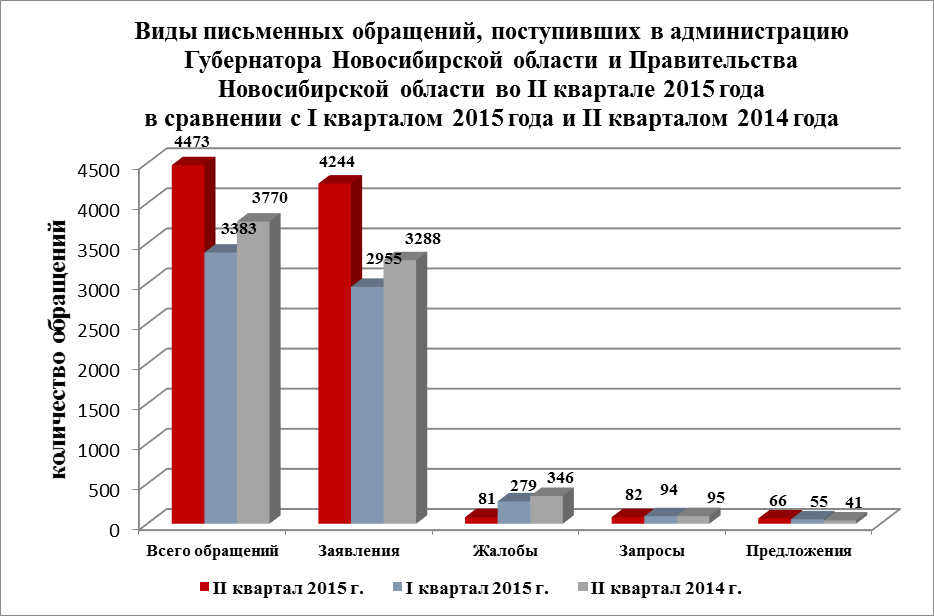 Виды письменных обращений, поступивших в администрацию
Губернатора Новосибирской области и Правительства
Новосибирской области во II квартале 2015 года
в сравнении с I кварталом 2015 года и II кварталом 2014 года
количество обращений
4500
4000
3500
3000
2500
2000
1500
1000
500
0
4473
3383
3770
4244
2955
3288
81
279
346
82
94
95
66
55
41
Всего обращений
Заявления
Жалобы
Запросы
Предложения
II квартал 2015 г.
I квартал 2015 г.
II квартал 2014 г.